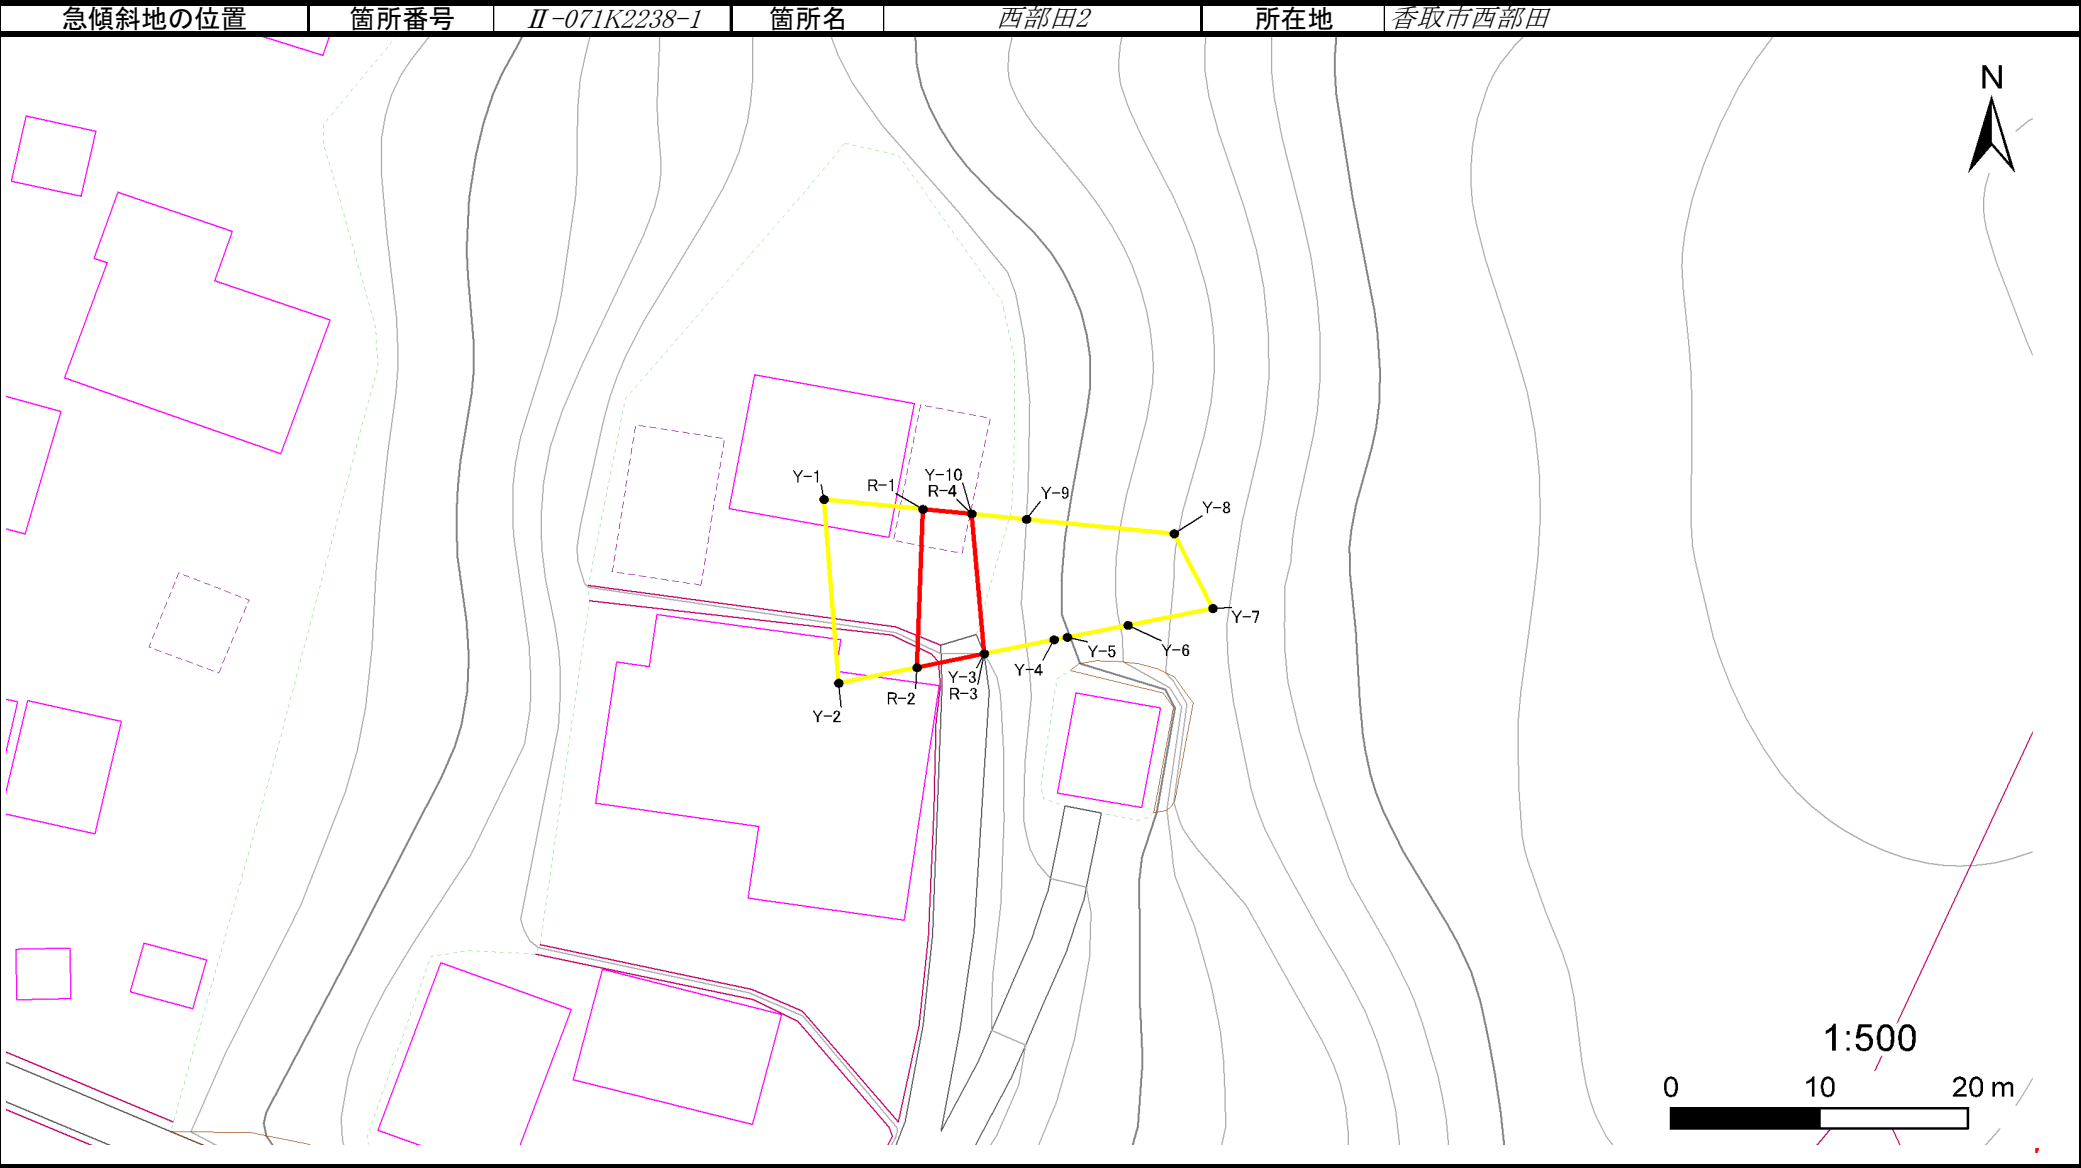 急傾斜地の位置 箇所番号 Ⅱ-071K2238-1 箇所名 西部田2 所在地 香取市西部田
N
Y-1
R-1
Y-10
R-4
Y-9
Y-8
Y-7
Y-6
Y-5
Y-4
Y-3
R-3
R-2
Y-2
1:500
0 10 20 m